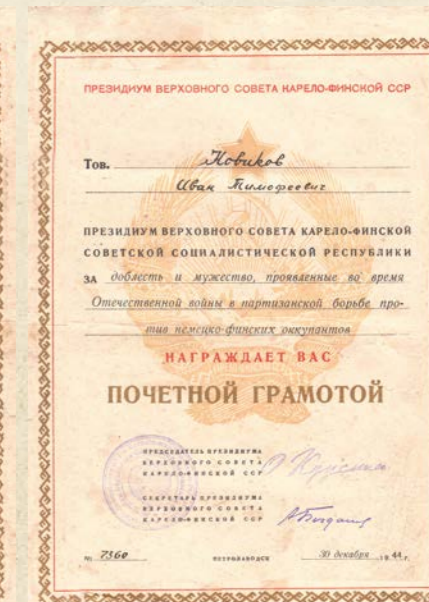 ПРЕЗИДИУМ ВЕРХОВНОГО СОВЕТА КАРЕЛО-ФИНСКОЙ ССР
Тов. Новиков
Иван Тимофеевич
ПРЕЗИДИУМ ВЕРХОВНОГО СОВЕТА КАРЕЛО-ФИНСКОЙ
СОВЕТСКОЙ СОЦИАЛИСТИЧЕСКОЙ РЕСПУБЛИКИ
ЗА доблесть и мужество, проявленные во время
Отечественной войны в партизанской борьбе про-
тив немецко-финских оккупантов
НАГРАЖДАЕТ ВАС
ПОЧЕТНОЙ ГРАМОТОЙ
ПРЕДСЕДАТЕЛЬ ПРЕЗИДИУМА
ВЕРХОВНОГО СОВЕТА
КАРЕЛО-ФИНСКОЙ ССР
СЕКРЕТАРЬ ПРЕЗИДИУМА
ВЕРХОВНОГО СОВЕТА
КАРЕЛО-ФИНСКОЙ ССР
№ 7360 ПЕТРОЗАВОДСК 30 декабря 1944 г.